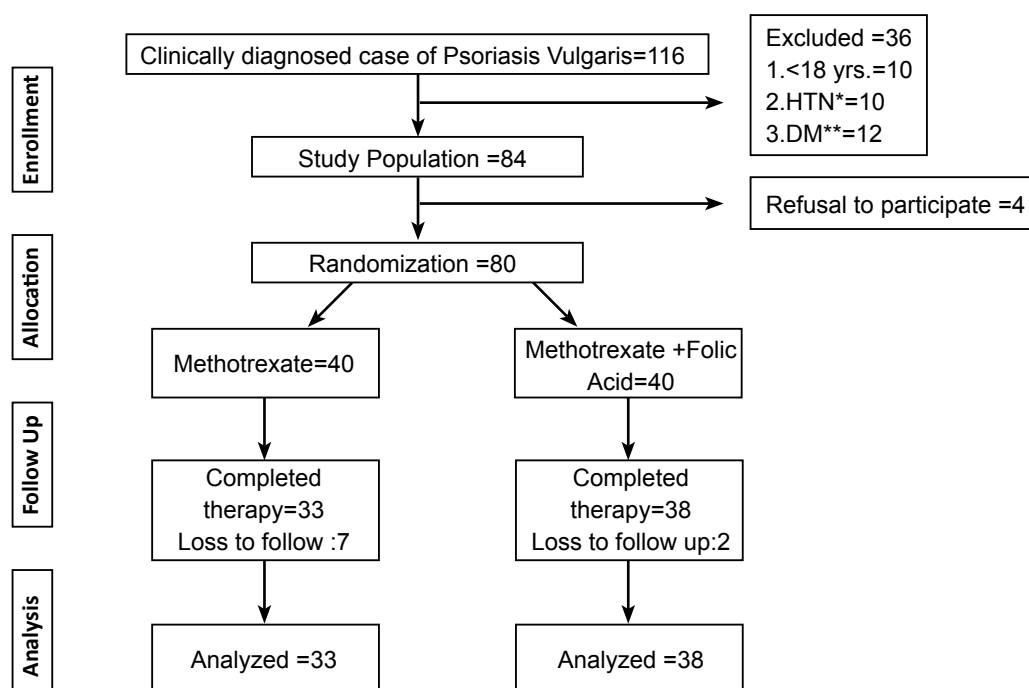 Enrollment
Clinically diagnosed case of Psoriasis Vulgaris=116
Excluded =36
1.<18 yrs.=10
2.HTN*=10
3.DM**=12
Study Population =84
Refusal to participate =4
Allocation
Randomization =80
Methotrexate=40
Methotrexate +Folic
Acid=40
Follow Up
Completed
therapy=33
Loss to follow :7
Completed
therapy=38
Loss to follow up:2
Analysis
Analyzed =33
Analyzed =38